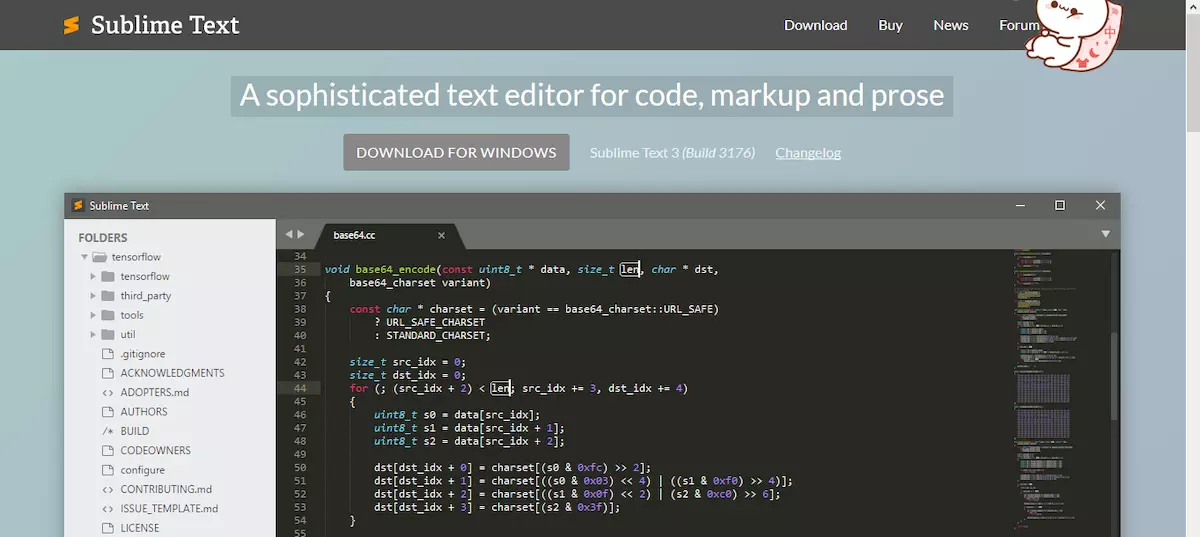 Sublime Text
Download Buy News Forum
A sophisticated text editor for code, markup and prose
DOWNLOAD FOR WINDOWS Sublime Text 3 (Build 3176) Changelog
Sublime Text
FOLDERS
tensorflow
tensorflow
third_party
tools
util
.gitignore
ACKNOWLEDGMENTS
<> ADOPTERS.md
AUTHORS
/* BUILD
CODEOWNERS
configure
<> CONTRIBUTING.md
<> ISSUE_TEMPLATE.md
LICENSE
base64.cc
34
35 void base64_encode(const uint8_t * data, size_t len, char * dst,
36 base64_charset variant)
37 {
38 const char * charset = (variant == base64_charset::URL_SAFE)
39 ? URL_SAFE_CHARSET
40 : STANDARD_CHARSET;
41
42 size_t src_idx = 0;
43 size_t dst_idx = 0;
44 for (; (src_idx + 2) < len; src_idx += 3, dst_idx += 4)
45 {
46 uint8_t s0 = data[src_idx];
47 uint8_t s1 = data[src_idx + 1];
48 uint8_t s2 = data[src_idx + 2];
49
50 dst[dst_idx + 0] = charset[(s0 & 0xfc) >> 2];
51 dst[dst_idx + 1] = charset[((s0 & 0x03) << 4) | ((s1 & 0xf0) >> 4)];
52 dst[dst_idx + 2] = charset[((s1 & 0x0f) << 2) | (s2 & 0xc0) >> 6];
53 dst[dst_idx + 3] = charset[(s2 & 0x3f)];
54 }
55
中